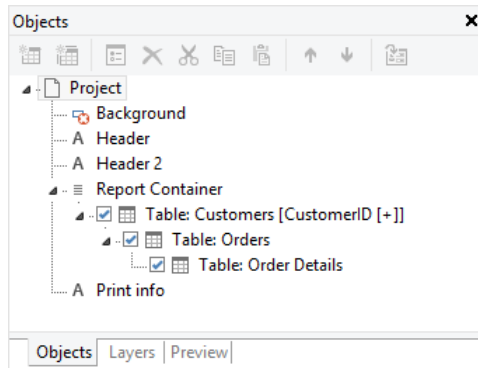 Objects
Project
Background
A Header
A Header 2
Report Container
Table: Customers [CustomerID [+]]
Table: Orders
Table: Order Details
A Print info
Objects Layers Preview